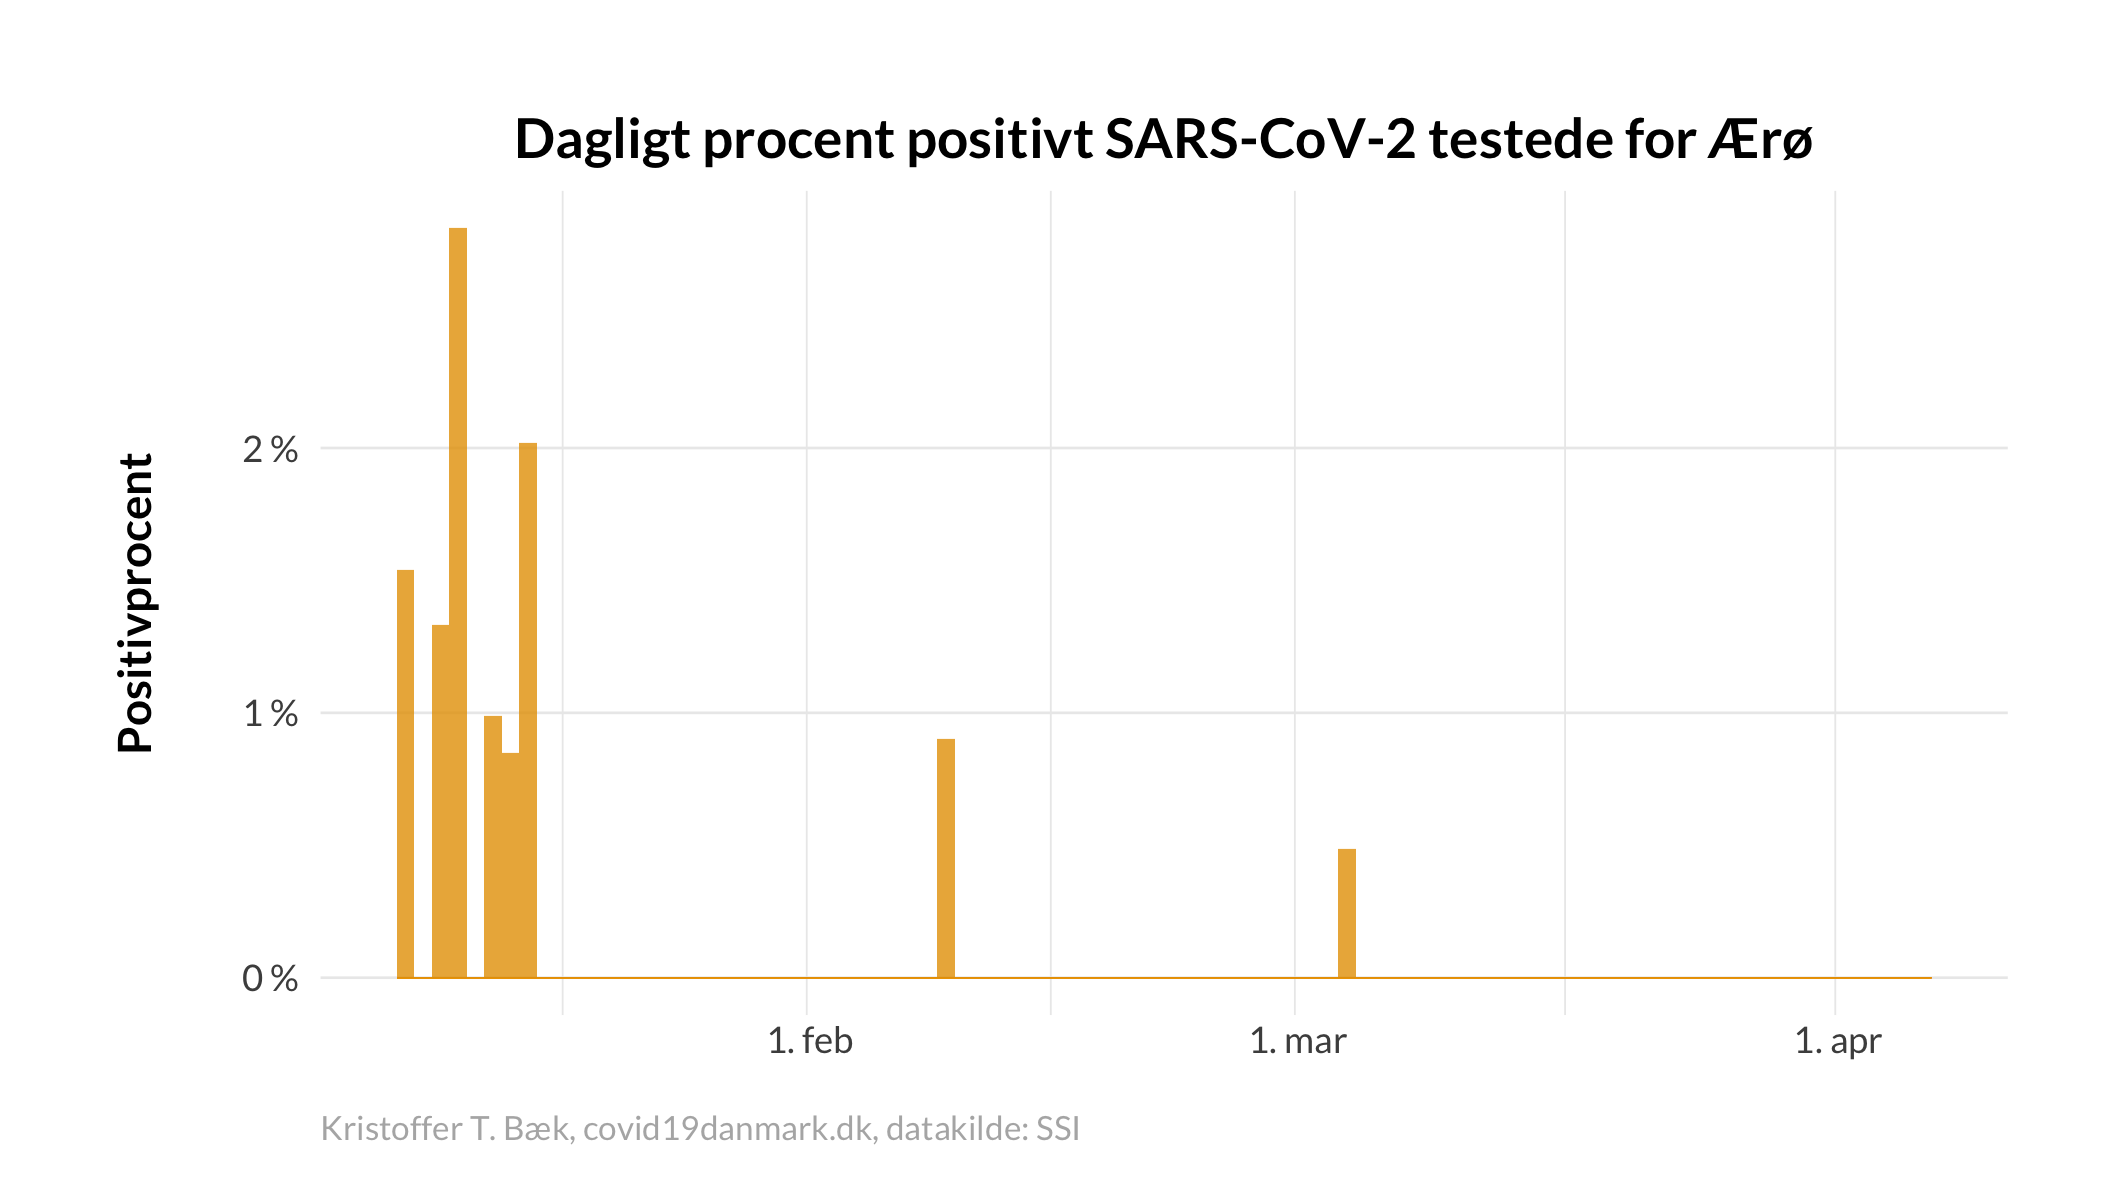 Dagligt procent positivt SARS-CoV-2 testede for Ærø
Positivprocent
2 %
1 %
0 %
1. feb
1. mar
1. apr
Kristoffer T. Bæk, covid19danmark.dk, datakilde: SSI